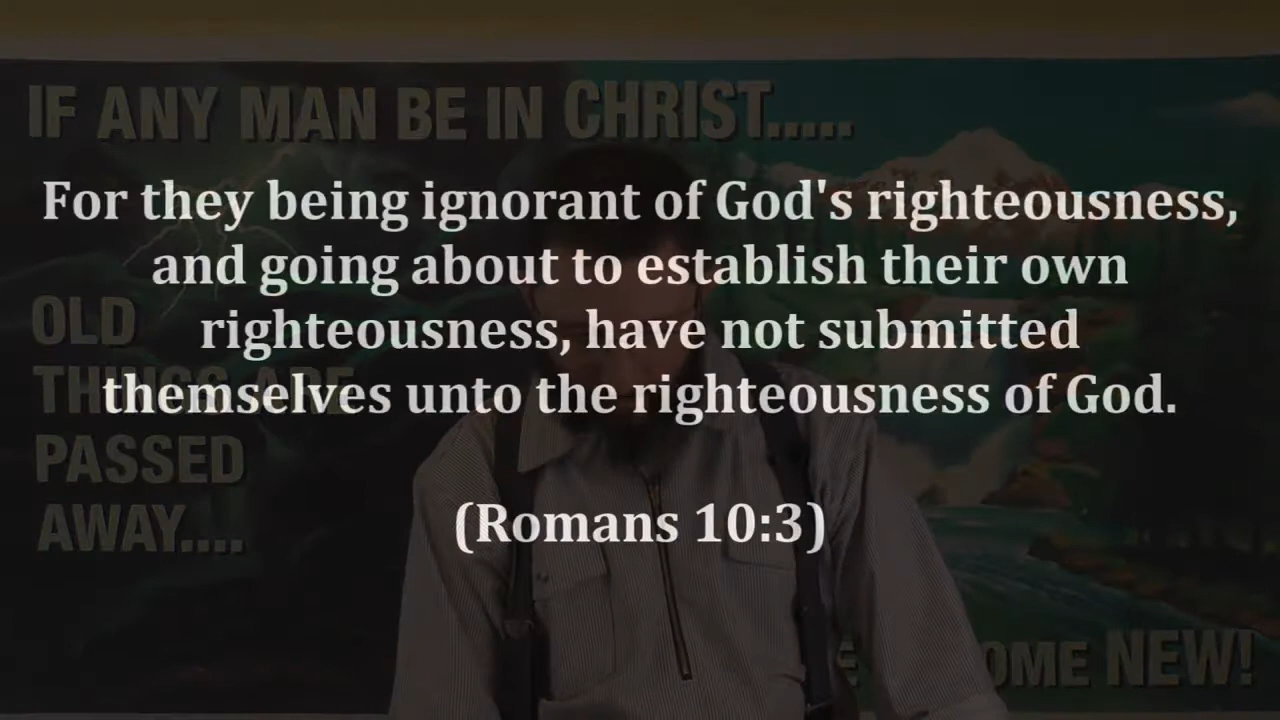 IF ANY MAN BE IN CHRIST.....
For they being ignorant of God's righteousness,
and going about to establish their own
righteousness, have not submitted
themselves unto the righteousness of God.
(Romans 10:3)
OLD
THINGS ARE
PASSED
AWAY....
OME NEW!